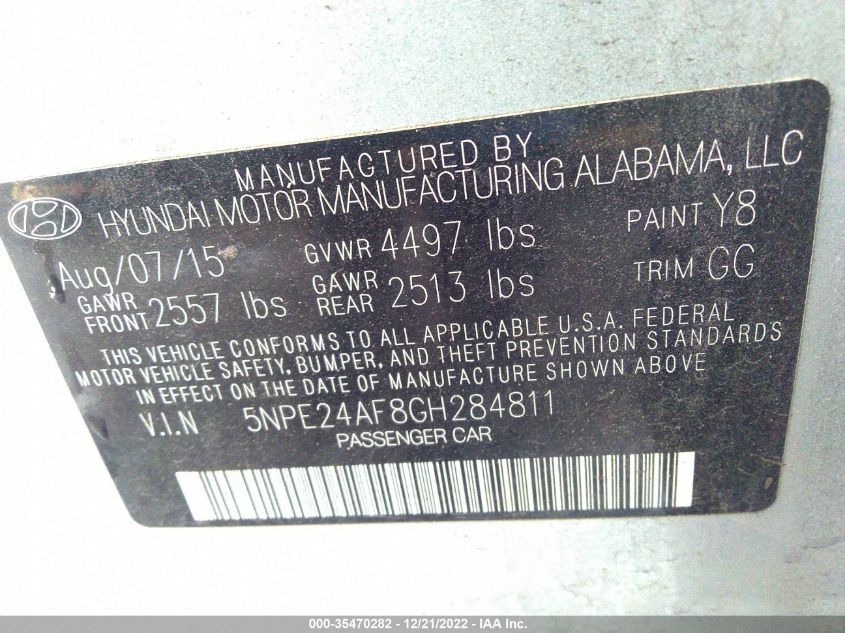 MANUFACTURED BY
HYUNDAI MOTOR MANUFACTURING ALABAMA, LLC
Aug/07/15 GVWR 4497 lbs PAINT Y8
GAWR FRONT 2557 lbs GAWR REAR 2513 lbs TRIM GG
THIS VEHICLE CONFORMS TO ALL APPLICABLE U.S.A. FEDERAL
MOTOR VEHICLE SAFETY, BUMPER, AND THEFT PREVENTION STANDARDS
IN EFFECT ON THE DATE OF MANUFACTURE SHOWN ABOVE
V.I.N 5NPE24AF8GH284811
PASSENGER CAR
000-35470282 - 12/21/2022 - IAA Inc.